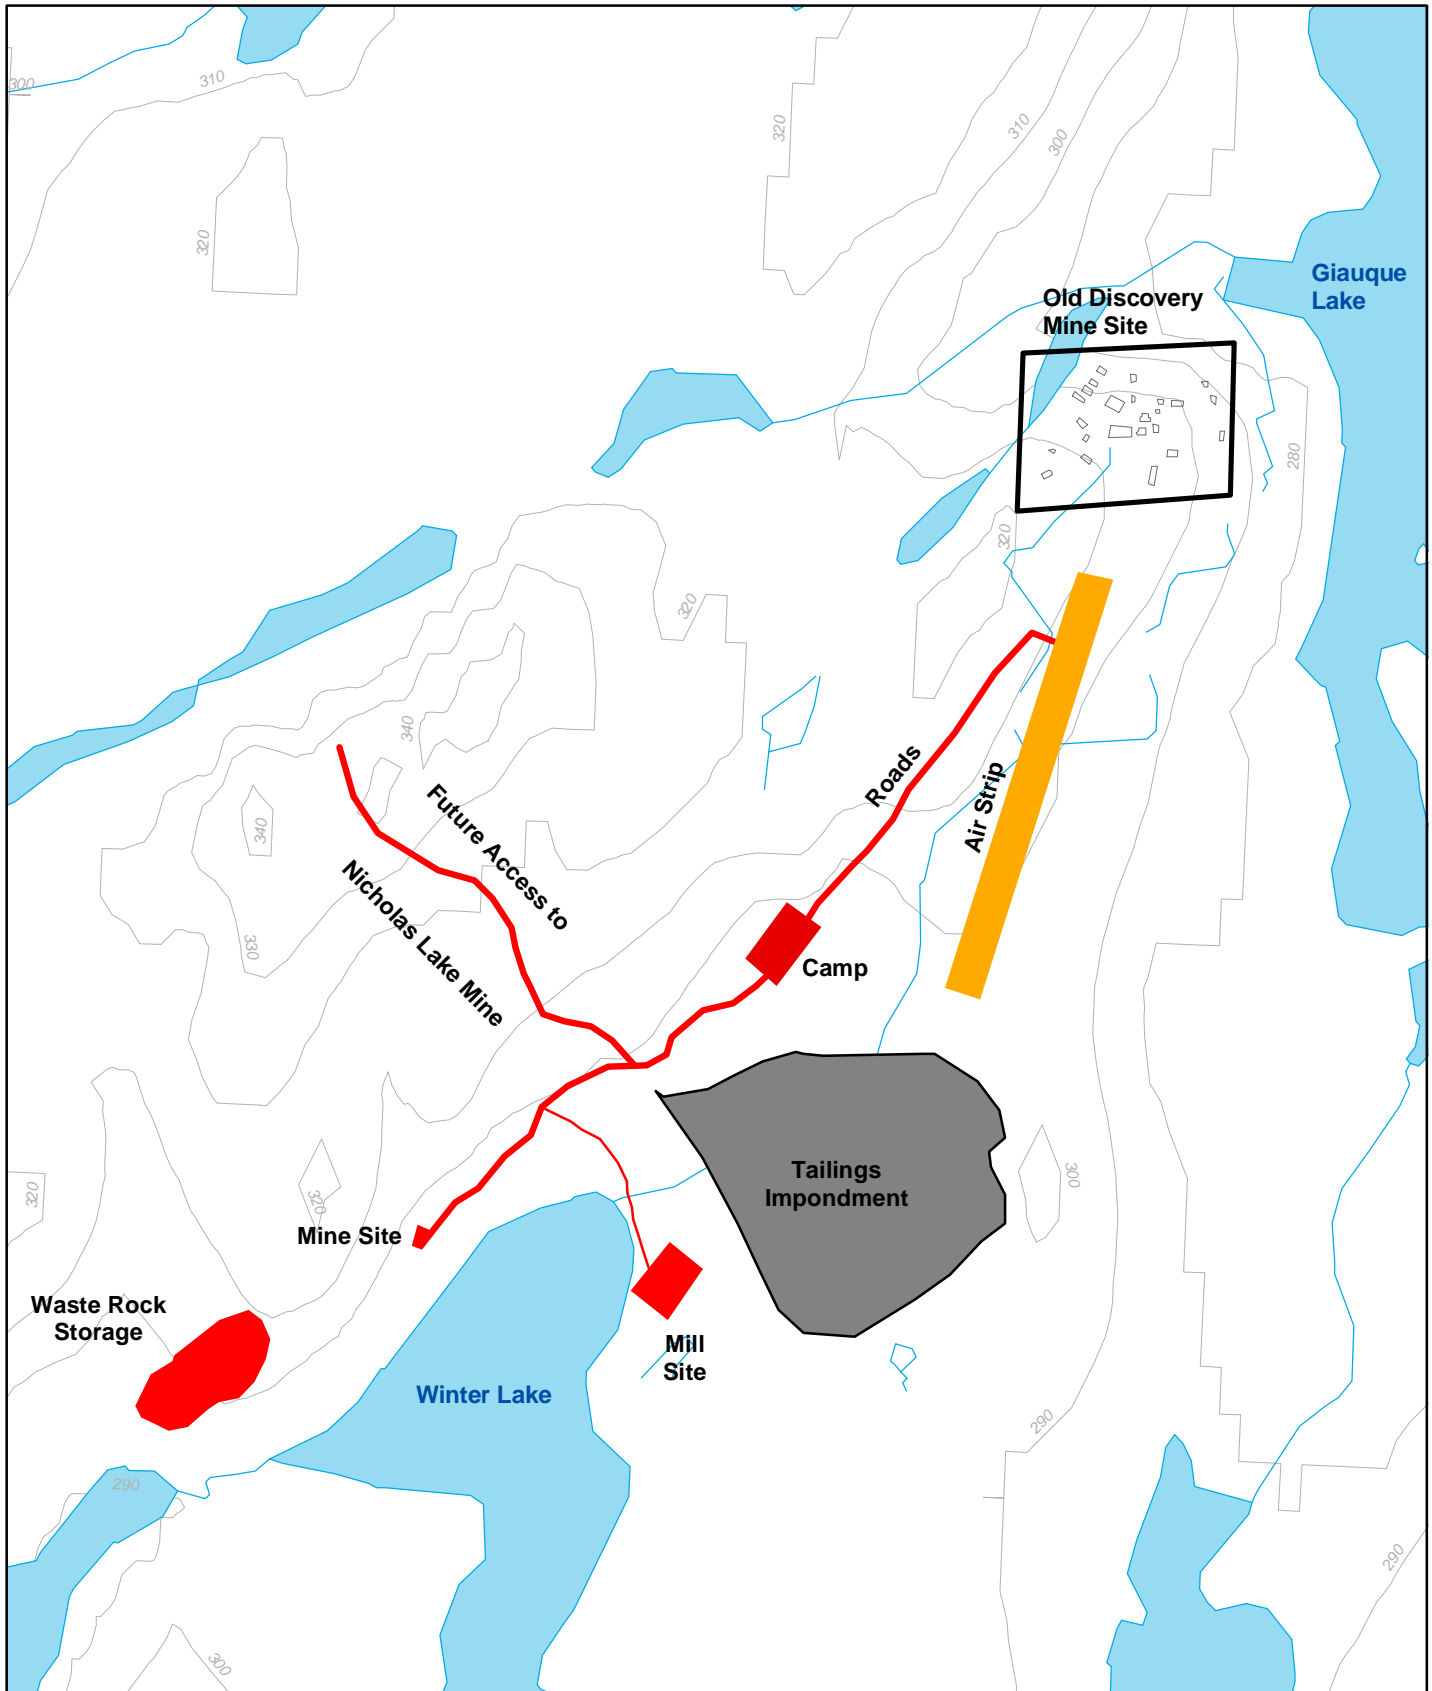 300
310
320
310
300
320
Giauque
Lake
Old Discovery
Mine Site
280
320
320
340
Roads
Air Strip
Future Access to
340
Nicholas Lake Mine
330
Camp
Tailings
Impondment
300
320
320
Mine Site
Waste Rock
Storage
Mill
Site
Winter Lake
290
290
290
300